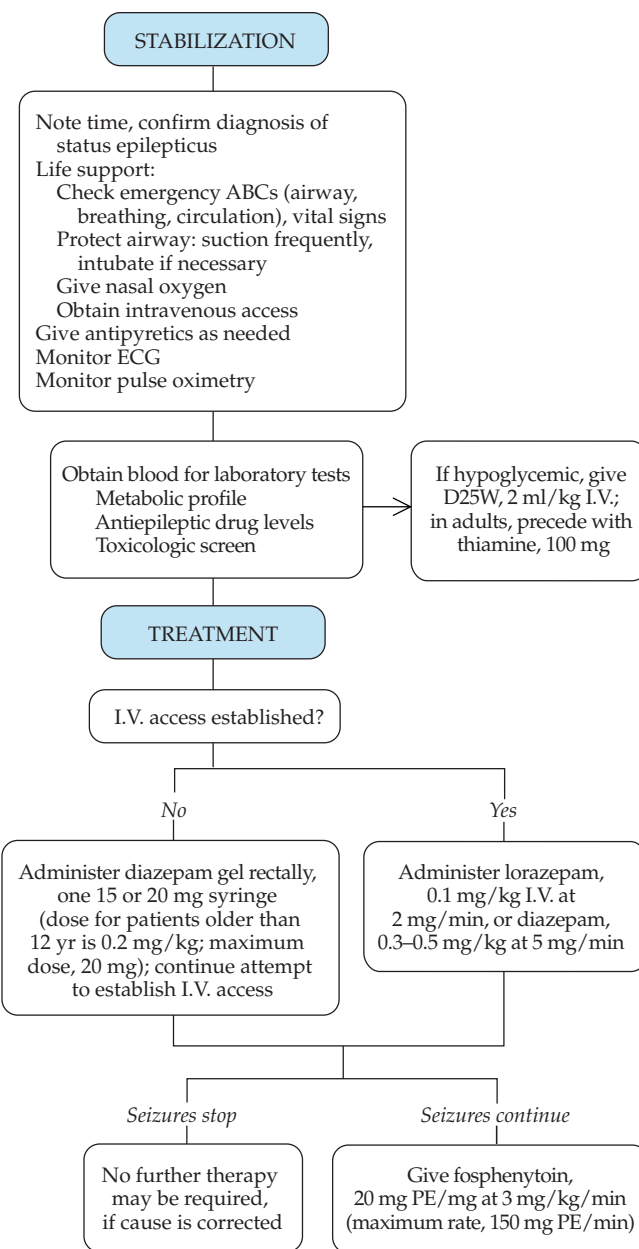 STABILIZATION
Note time, confirm diagnosis of
status epilepticus
Life support:
Check emergency ABCs (airway,
breathing, circulation), vital signs
Protect airway: suction frequently,
intubate if necessary
Give nasal oxygen
Obtain intravenous access
Give antipyretics as needed
Monitor ECG
Monitor pulse oximetry
Obtain blood for laboratory tests
Metabolic profile
Antiepileptic drug levels
Toxicologic screen
If hypoglycemic, give
D25W, 2 ml/kg I.V.;
in adults, precede with
thiamine, 100 mg
TREATMENT
I.V. access established?
No
Yes
Administer diazepam gel rectally,
one 15 or 20 mg syringe
(dose for patients older than
12 yr is 0.2 mg/kg; maximum
dose, 20 mg); continue attempt
to establish I.V. access
Administer lorazepam,
0.1 mg/kg I.V. at
2 mg/min, or diazepam,
0.3–0.5 mg/kg at 5 mg/min
Seizures stop
Seizures continue
No further therapy
may be required,
if cause is corrected
Give fosphenytoin,
20 mg PE/mg at 3 mg/kg/min
(maximum rate, 150 mg PE/min)